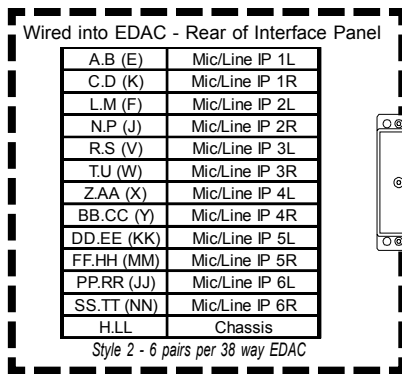 Wired into EDAC - Rear of Interface Panel
A.B (E) Mic/Line IP 1L
C.D (K) Mic/Line IP 1R
L.M (F) Mic/Line IP 2L
N.P (J) Mic/Line IP 2R
R.S (V) Mic/Line IP 3L
T.U (W) Mic/Line IP 3R
Z.AA (X) Mic/Line IP 4L
BB.CC (Y) Mic/Line IP 4R
DD.EE (KK) Mic/Line IP 5L
FF.HH (MM) Mic/Line IP 5R
PP.RR (JJ) Mic/Line IP 6L
SS.TT (NN) Mic/Line IP 6R
H.LL Chassis
Style 2 - 6 pairs per 38 way EDAC